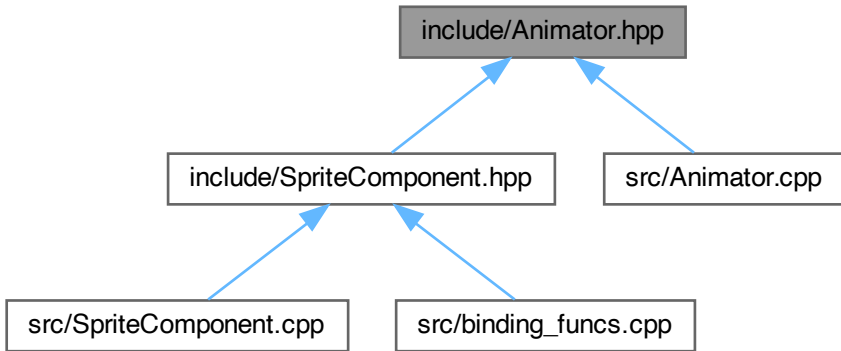 include/Animator.hpp
include/SpriteComponent.hpp
src/Animator.cpp
src/SpriteComponent.cpp
src/binding_funcs.cpp